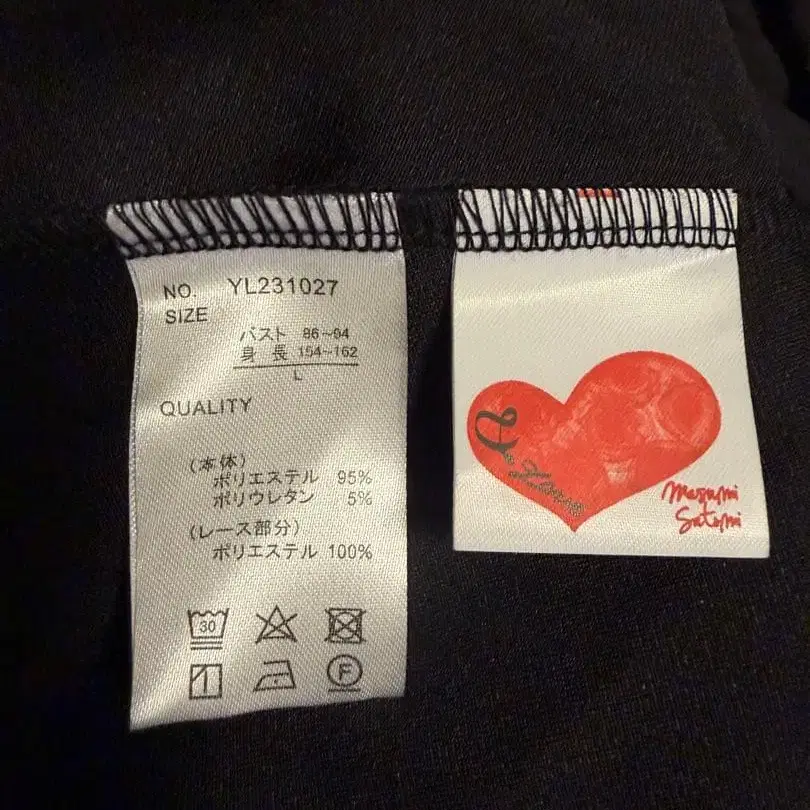 NO. YL231027
SIZE
バスト 86~94
身 長 154~162
L
QUALITY
(本体)
ポリエステル 95%
ポリウレタン 5%
(レース部分)
ポリエステル 100%
30
F
Masumi
Satomi